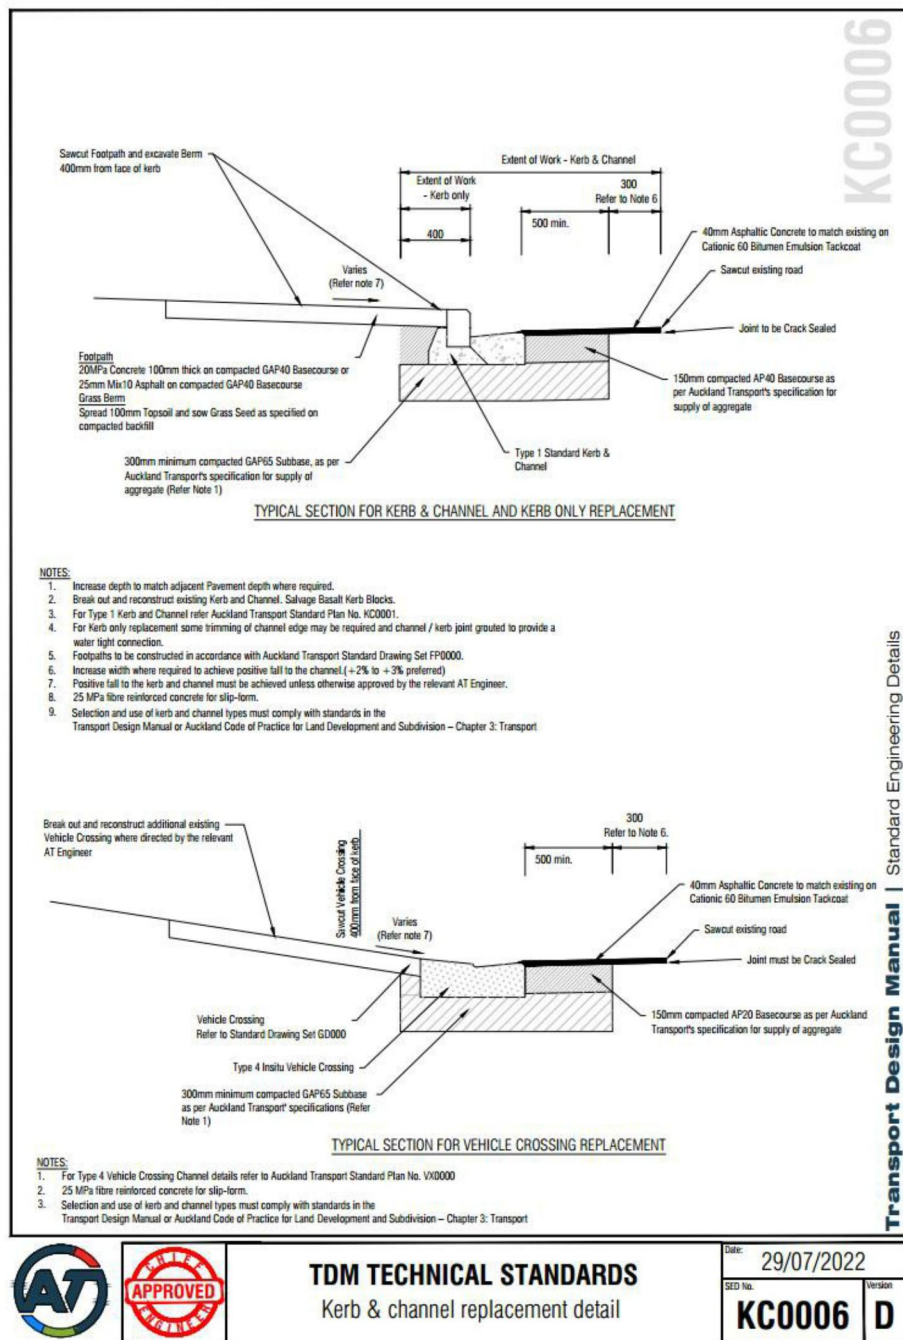 KC0006
Sawcut Footpath and excavate Berm
400mm from face of kerb
Extent of Work - Kerb & Channel
Extent of Work
- Kerb only
300
Refer to Note 6
400
500 min.
40mm Asphaltic Concrete to match existing on
Cationic 60 Bitumen Emulsion Tackcoat
Varies
(Refer note 7)
Sawcut existing road
Joint to be Crack Sealed
Footpath
20MPa Concrete 100mm thick on compacted GAP40 Basecourse or
25mm Mix10 Asphalt on compacted GAP40 Basecourse
Grass Berm
Spread 100mm Topsoil and sow Grass Seed as specified on
compacted backfill
150mm compacted AP40 Basecourse as
per Auckland Transport's specification for
supply of aggregate
300mm minimum compacted GAP65 Subbase, as per
Auckland Transport's specification for supply of
aggregate (Refer Note 1)
Type 1 Standard Kerb &
Channel
TYPICAL SECTION FOR KERB & CHANNEL AND KERB ONLY REPLACEMENT
NOTES:
1. Increase depth to match adjacent Pavement depth where required.
2. Break out and reconstruct existing Kerb and Channel. Salvage Basalt Kerb Blocks.
3. For Type 1 Kerb and Channel refer Auckland Transport Standard Plan No. KC0001.
4. For Kerb only replacement some trimming of channel edge may be required and channel / kerb joint grouted to provide a
water tight connection.
5. Footpaths to be constructed in accordance with Auckland Transport Standard Drawing Set FP0000.
6. Increase width where required to achieve positive fall to the channel.(+2% to +3% preferred)
7. Positive fall to the kerb and channel must be achieved unless otherwise approved by the relevant AT Engineer.
8. 25 MPa fibre reinforced concrete for slip-form.
9. Selection and use of kerb and channel types must comply with standards in the
Transport Design Manual or Auckland Code of Practice for Land Development and Subdivision – Chapter 3: Transport
Break out and reconstruct additional existing
Vehicle Crossing where directed by the relevant
AT Engineer
Sawcut Vehicle Crossing
400mm from face of kerb
Varies
(Refer note 7)
300
Refer to Note 6.
500 min.
40mm Asphaltic Concrete to match existing on
Cationic 60 Bitumen Emulsion Tackcoat
Sawcut existing road
Joint must be Crack Sealed
Vehicle Crossing
Refer to Standard Drawing Set GD000
150mm compacted AP20 Basecourse as per Auckland
Transport's specification for supply of aggregate
Type 4 Insitu Vehicle Crossing
300mm minimum compacted GAP65 Subbase
as per Auckland Transport' specifications (Refer
Note 1)
TYPICAL SECTION FOR VEHICLE CROSSING REPLACEMENT
NOTES:
1. For Type 4 Vehicle Crossing Channel details refer to Auckland Transport Standard Plan No. VX0000
2. 25 MPa fibre reinforced concrete for slip-form.
3. Selection and use of kerb and channel types must comply with standards in the
Transport Design Manual or Auckland Code of Practice for Land Development and Subdivision – Chapter 3: Transport
Transport Design Manual | Standard Engineering Details
AT
CHIEF
APPROVED
ENGINEER
TDM TECHNICAL STANDARDS
Kerb & channel replacement detail
Date:
29/07/2022
SED No.
KC0006
Version
D